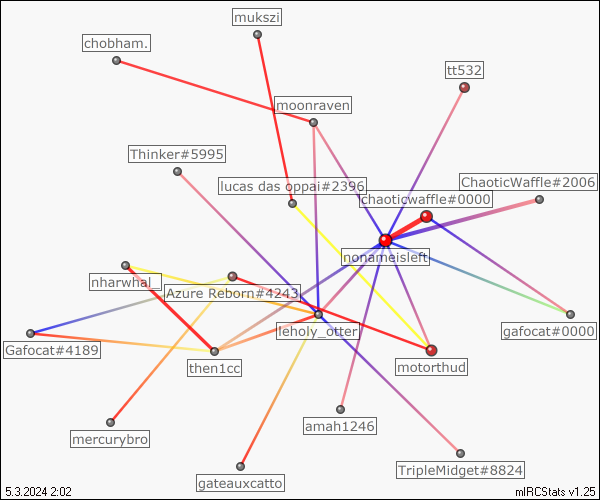 mukszi
chobham.
tt532
moonraven
Thinker#5995
ChaoticWaffle#2006
lucas das oppai#2396
chaoticwaffle#0000
nonameisleft
nharwhal_
Azure Reborn#4243
leholy_otter
gafocat#0000
Gafocat#4189
then1cc
motorthud
amah1246
mercurybro
TripleMidget#8824
gateauxcatto
5.3.2024 2:02
mIRCStats v1.25